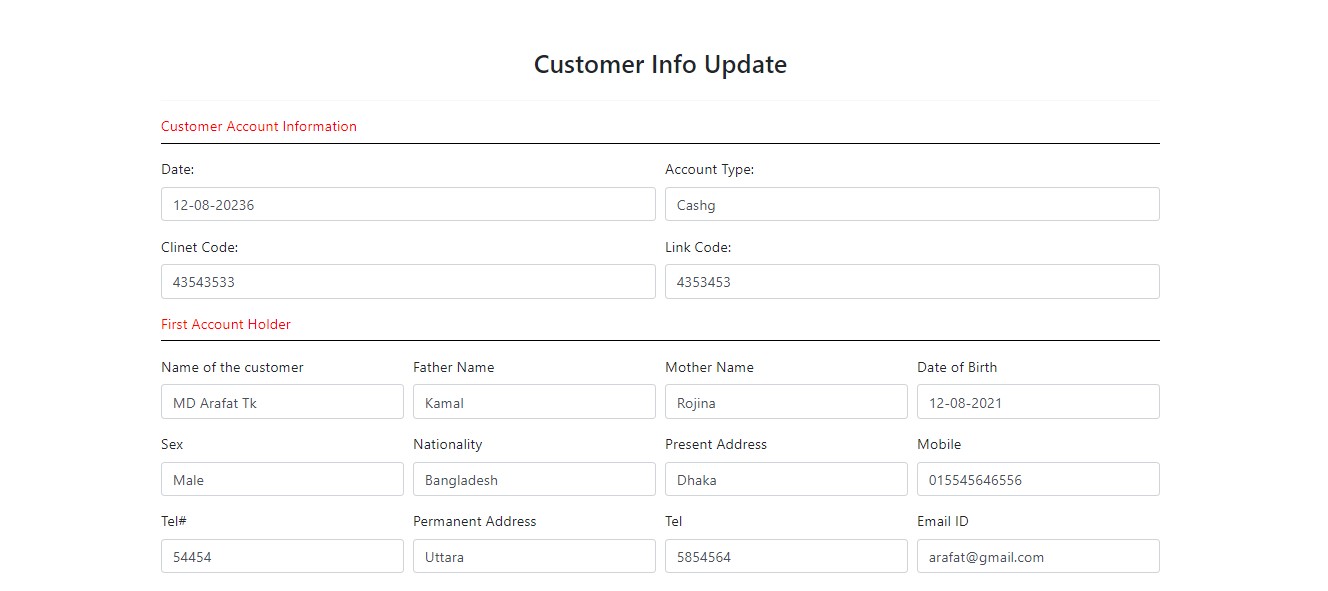 Customer Info Update
Customer Account Information
Date: Account Type:
12-08-20236 Cashg
Clinet Code: Link Code:
43543533 4353453
First Account Holder
Name of the customer Father Name Mother Name Date of Birth
MD Arafat Tk Kamal Rojina 12-08-2021
Sex Nationality Present Address Mobile
Male Bangladesh Dhaka 015545646556
Tel# Permanent Address Tel Email ID
54454 Uttara 5854564 arafat@gmail.com